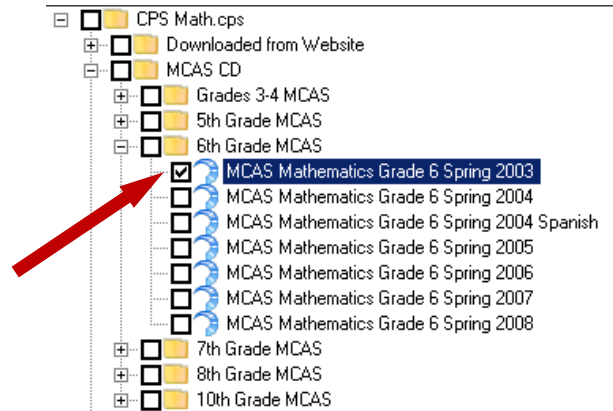 CPS Math.cps
Downloaded from Website
MCAS CD
Grades 3-4 MCAS
5th Grade MCAS
6th Grade MCAS
MCAS Mathematics Grade 6 Spring 2003
MCAS Mathematics Grade 6 Spring 2004
MCAS Mathematics Grade 6 Spring 2004 Spanish
MCAS Mathematics Grade 6 Spring 2005
MCAS Mathematics Grade 6 Spring 2006
MCAS Mathematics Grade 6 Spring 2007
MCAS Mathematics Grade 6 Spring 2008
7th Grade MCAS
8th Grade MCAS
10th Grade MCAS